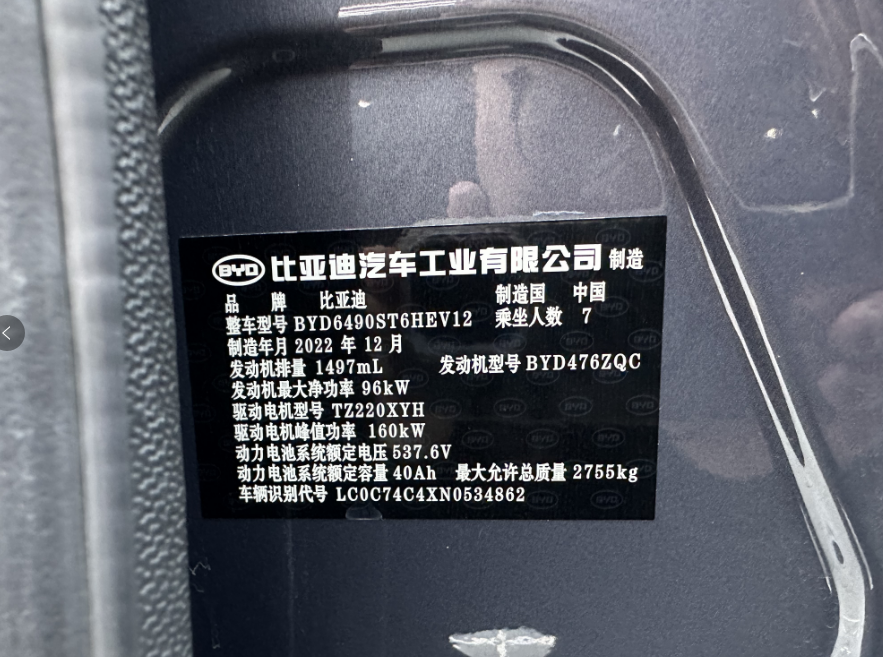 BYD 比亚迪汽车工业有限公司 制造
品 牌 比亚迪 制造国 中国
整车型号 BYD6490ST6HEV12 乘坐人数 7
制造年月 2022 年 12 月
发动机排量 1497mL 发动机型号 BYD476ZQC
发动机最大净功率 96kW
驱动电机型号 TZ220XYH
驱动电机峰值功率 160kW
动力电池系统额定电压 537.6V
动力电池系统额定容量 40Ah 最大允许总质量 2755kg
车辆识别代号 LC0C74C4XN0534862